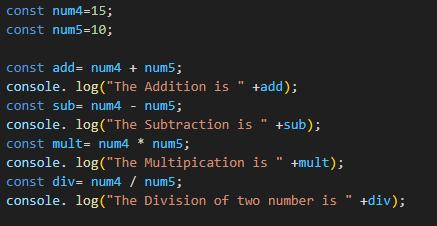 const num4=15;
const num5=10;
const add= num4 + num5;
console. log("The Addition is " +add);
const sub= num4 - num5;
console. log("The Subtraction is " +sub);
const mult= num4 * num5;
console. log("The Multipication is " +mult);
const div= num4 / num5;
console. log("The Division of two number is " +div);